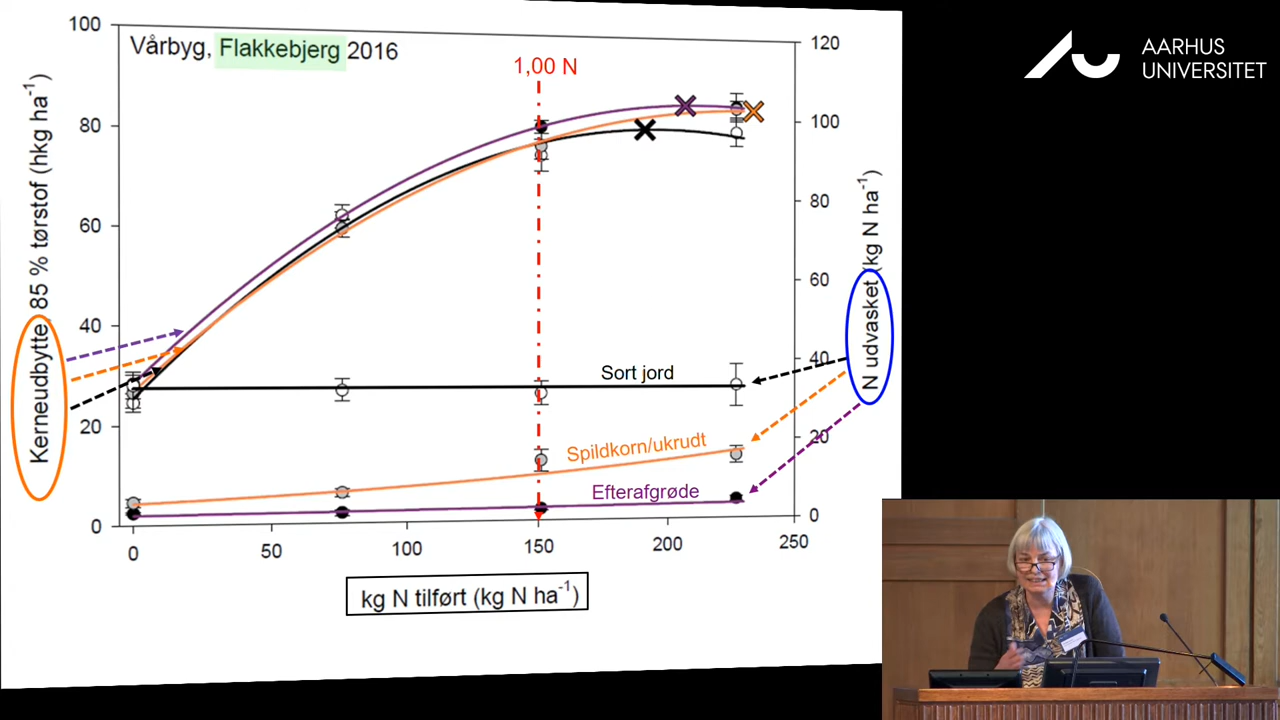 Vårbyg, Flakkebjerg 2016
1,00 N
AARHUS
UNIVERSITET
Kerneudbytte 85 % tørstof (hkg ha⁻¹)
100
80
60
40
20
0
120
100
80
60
40
20
0
N udvasket (kg N ha⁻¹)
Sort jord
Spildkorn/ukrudt
Efterafgrøde
0
50
100
150
200
250
kg N tilført (kg N ha⁻¹)